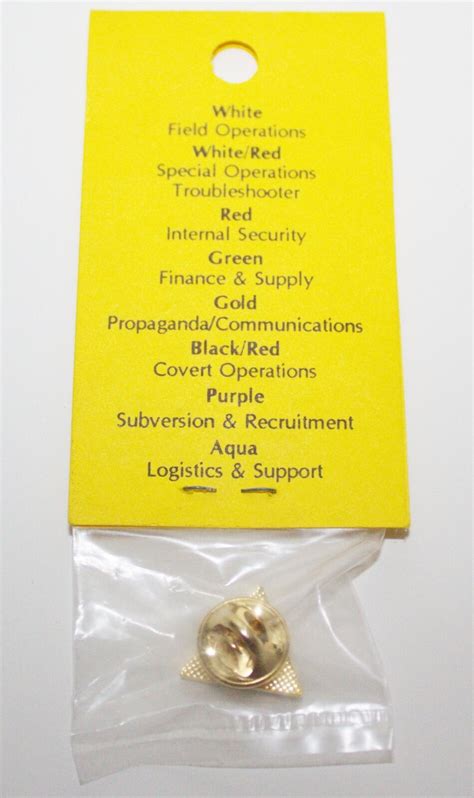 White
Field Operations
White/Red
Special Operations
Troubleshooter
Red
Internal Security
Green
Finance & Supply
Gold
Propaganda/Communications
Black/Red
Covert Operations
Purple
Subversion & Recruitment
Aqua
Logistics & Support